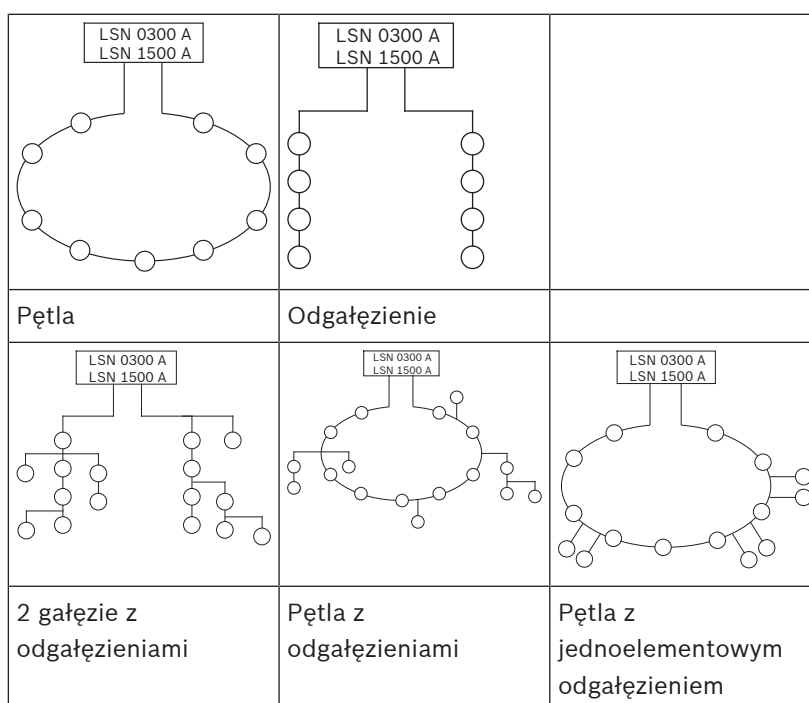 LSN 0300 A
LSN 1500 A
LSN 0300 A
LSN 1500 A
Pętla
Odgałęzienie
LSN 0300 A
LSN 1500 A
LSN 0300 A
LSN 1500 A
LSN 0300 A
LSN 1500 A
2 gałęzie z
odgałęzieniami
Pętla z
odgałęzieniami
Pętla z
jednoelementowym
odgałęzieniem